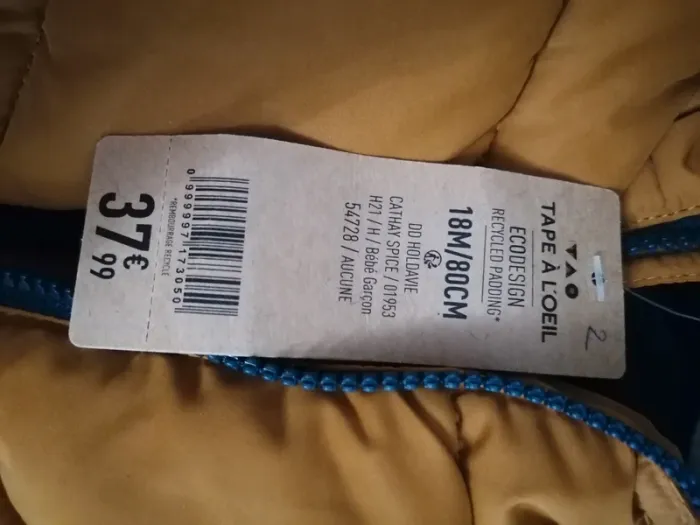 2
TAPE À L'OEIL
ECODESIGN
RECYCLED PADDING*
18M/80CM
DD HOLDAVIE
CATHAY SPICE / 01953
H21 / H / Bébé Garçon
54728 / AUCUNE
0999997173050
*REMBOURRAGE RECYCLÉ
37€99